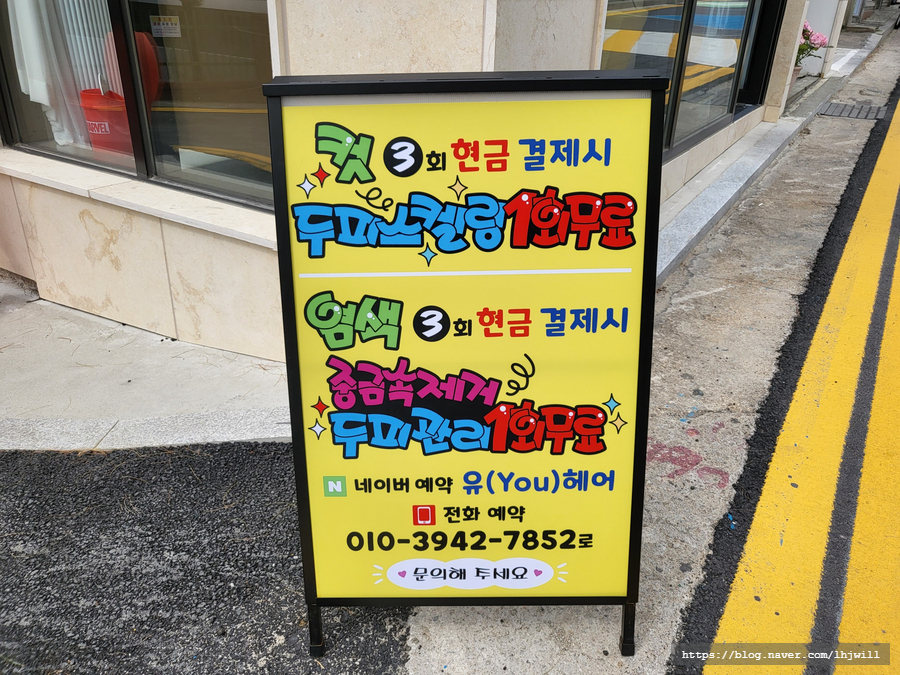 컷 3회 현금 결제시
두피스켈링 1회무료
염색 3회 현금 결제시
중금속제거
두피관리 1회무료
N 네이버 예약 유(You)헤어
전화 예약
010-3942-7852로
문의해 주세요
https://blog.naver.com/lhjwill